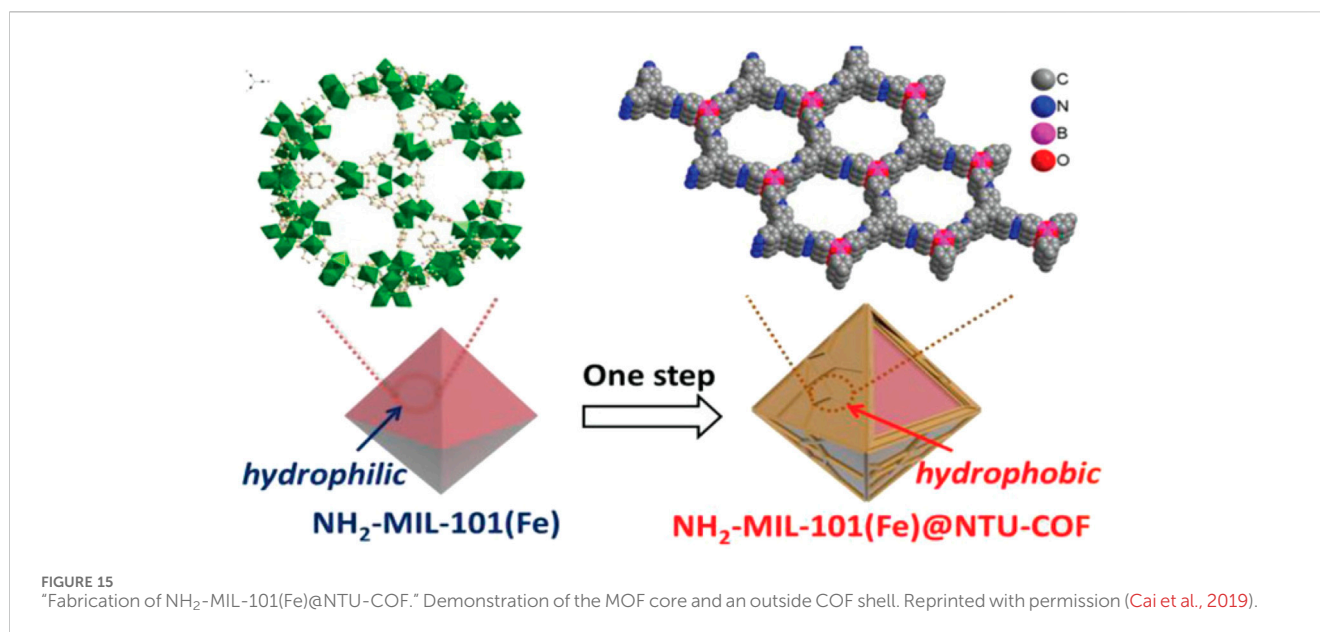 C
N
B
O
One step
hydrophilic
hydrophobic
NH₂-MIL-101(Fe)
NH₂-MIL-101(Fe)@NTU-COF
FIGURE 15
"Fabrication of NH₂-MIL-101(Fe)@NTU-COF." Demonstration of the MOF core and an outside COF shell. Reprinted with permission (Cai et al., 2019).